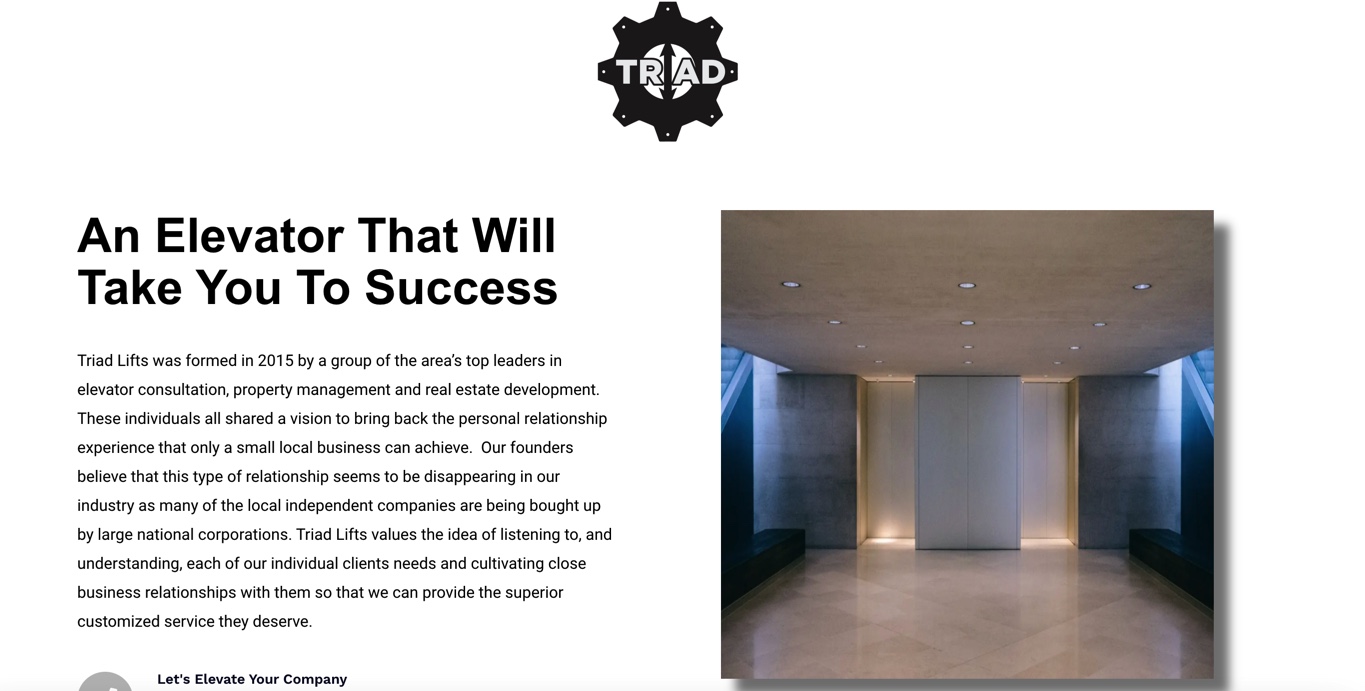 TRIAD
An Elevator That Will
Take You To Success
Triad Lifts was formed in 2015 by a group of the area’s top leaders in
elevator consultation, property management and real estate development.
These individuals all shared a vision to bring back the personal relationship
experience that only a small local business can achieve.  Our founders
believe that this type of relationship seems to be disappearing in our
industry as many of the local independent companies are being bought up
by large national corporations. Triad Lifts values the idea of listening to, and
understanding, each of our individual clients needs and cultivating close
business relationships with them so that we can provide the superior
customized service they deserve.
Let's Elevate Your Company